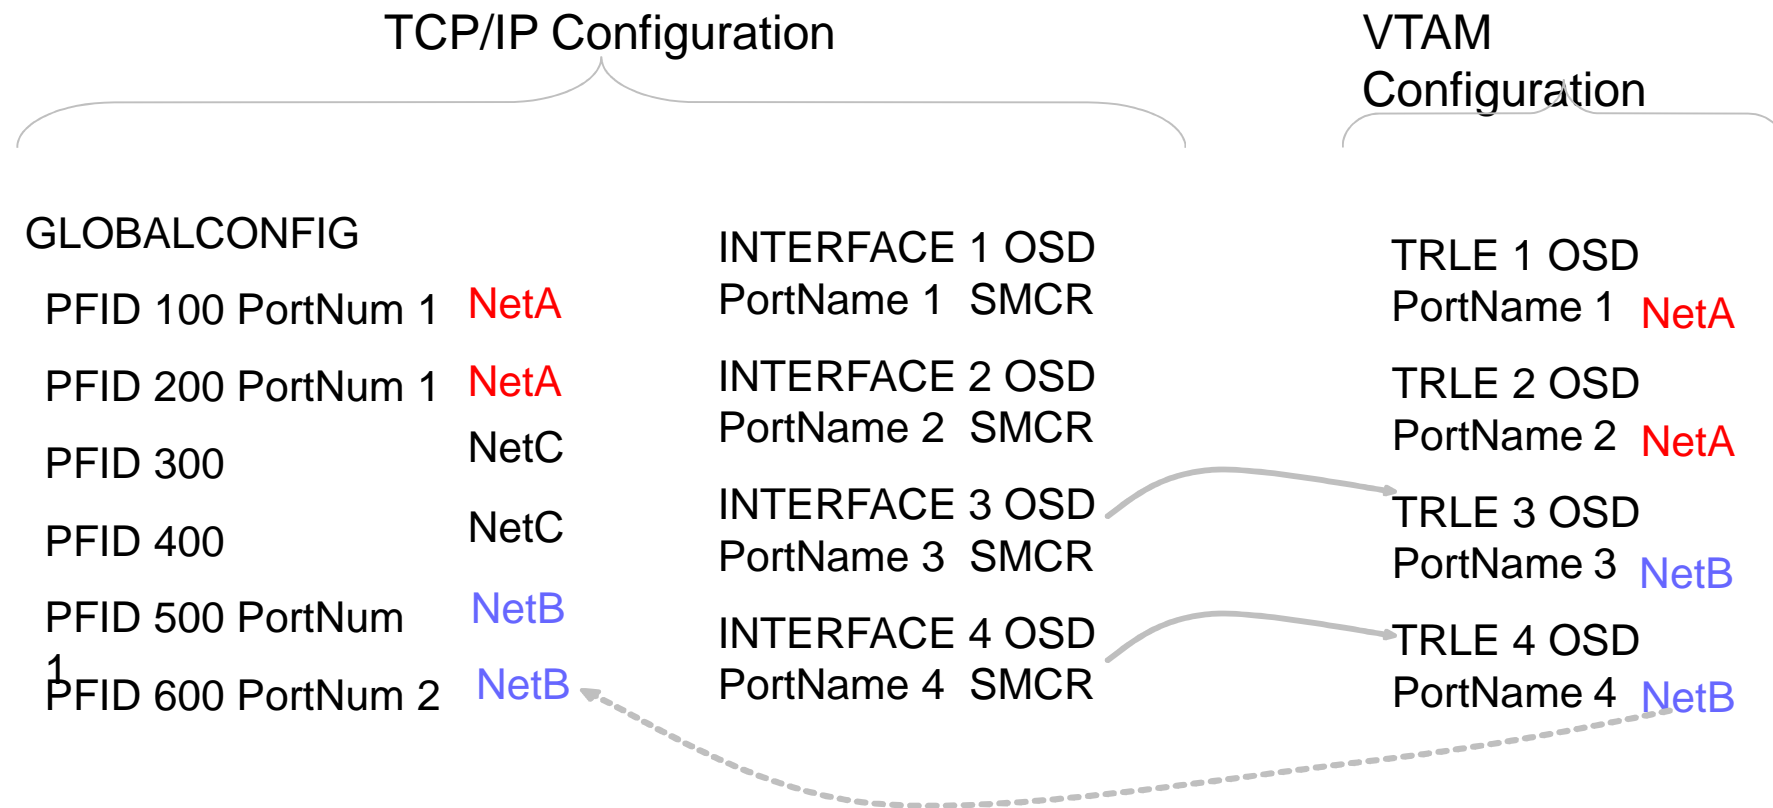 TCP/IP Configuration
VTAM
Configuration
GLOBALCONFIG
PFID 100 PortNum 1 NetA
PFID 200 PortNum 1 NetA
PFID 300 NetC
PFID 400 NetC
PFID 500 PortNum NetB
1
PFID 600 PortNum 2 NetB
INTERFACE 1 OSD
PortName 1 SMCR
INTERFACE 2 OSD
PortName 2 SMCR
INTERFACE 3 OSD
PortName 3 SMCR
INTERFACE 4 OSD
PortName 4 SMCR
TRLE 1 OSD
PortName 1 NetA
TRLE 2 OSD
PortName 2 NetA
TRLE 3 OSD
PortName 3 NetB
TRLE 4 OSD
PortName 4 NetB